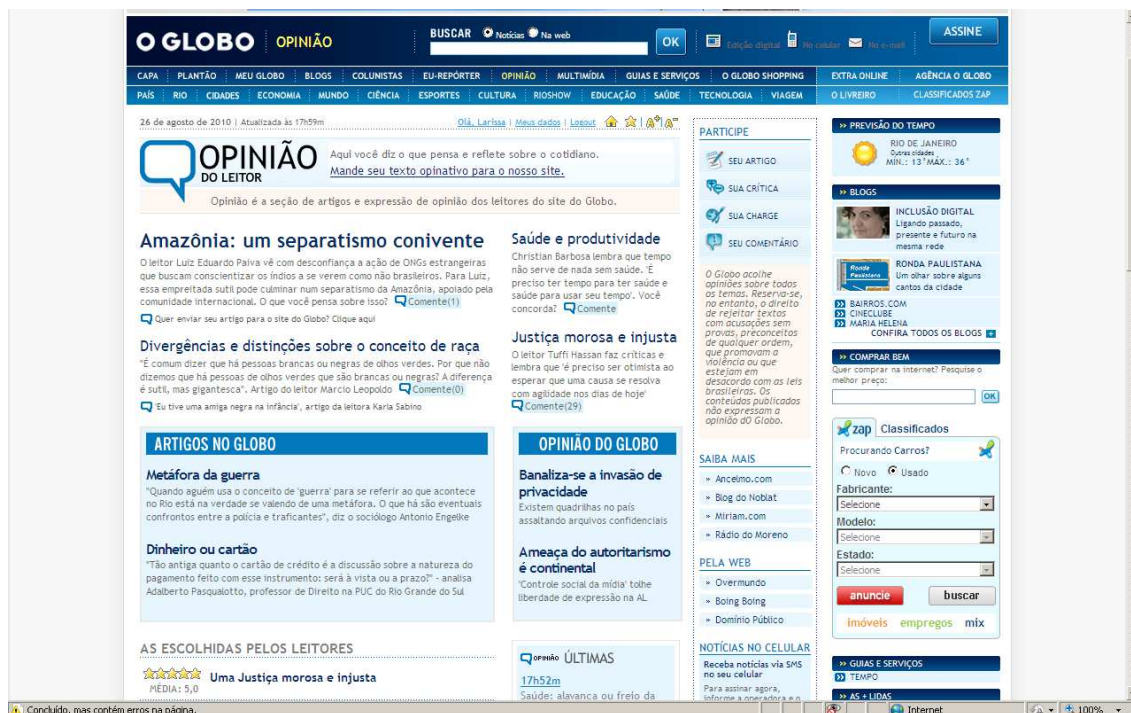 O GLOBO OPINIÃO
BUSCAR Notícias Na web
OK
Edição digital No celular No e-mail
ASSINE
CAPA PLANTÃO MEU GLOBO BLOGS COLUNISTAS EU-REPÓRTER OPINIÃO MULTIMÍDIA GUIAS E SERVIÇOS O GLOBO SHOPPING EXTRA ONLINE AGÊNCIA O GLOBO
PAÍS RIO CIDADES ECONOMIA MUNDO CIÊNCIA ESPORTES CULTURA RIOSHOW EDUCAÇÃO SAÚDE TECNOLOGIA VIAGEM O LIVREIRO CLASSIFICADOS ZAP
26 de agosto de 2010 | Atualizada às 17h59m
Olá, Larissa | Meus dados | Logout | A+ | A-
OPINIÃO
DO LEITOR
Aqui você diz o que pensa e reflete sobre o cotidiano.
Mande seu texto opinativo para o nosso site.
Opinião é a seção de artigos e expressão de opinião dos leitores do site do Globo.
Amazônia: um separatismo conivente
O leitor Luiz Eduardo Paiva vê com desconfiança a ação de ONGs estrangeiras
que buscam conscientizar os índios a se verem como não brasileiros. Para Luiz,
essa empreitada sutil pode culminar num separatismo da Amazônia, apoiado pela
comunidade internacional. O que você pensa sobre isso? Comente(1)
Quer enviar seu artigo para o site do Globo? Clique aqui
Divergências e distinções sobre o conceito de raça
"É comum dizer que há pessoas brancas ou negras de olhos verdes. Por que não
dizemos que há pessoas de olhos verdes que são brancas ou negras? A diferença
é sutil, mas gigantesca". Artigo do leitor Marcio Leopoldo Comente(0)
'Eu tive uma amiga negra na infância', artigo da leitora Karla Sabino
Saúde e produtividade
Christian Barbosa lembra que tempo
não serve de nada sem saúde. 'É
preciso ter tempo para ter saúde e
saúde para usar seu tempo'. Você
concorda? Comente
Justiça morosa e injusta
O leitor Tuffi Hassan faz críticas e
lembra que 'é preciso ser otimista ao
esperar que uma causa se resolva
com agilidade nos dias de hoje'
Comente(29)
ARTIGOS NO GLOBO
Metáfora da guerra
"Quando aguém usa o conceito de 'guerra' para se referir ao que acontece
no Rio está na verdade se valendo de uma metáfora. O que há são eventuais
confrontos entre a polícia e traficantes", diz o sociólogo Antonio Engelke
Dinheiro ou cartão
"Tão antiga quanto o cartão de crédito é a discussão sobre a natureza do
pagamento feito com esse instrumento: será à vista ou a prazo?" - analisa
Adalberto Pasqualotto, professor de Direito na PUC do Rio Grande do Sul
OPINIÃO DO GLOBO
Banaliza-se a invasão de
privacidade
Existem quadrilhas no país
assaltando arquivos confidenciais
Ameaça do autoritarismo
é continental
'Controle social da mídia' tolhe
liberdade de expressão na AL
AS ESCOLHIDAS PELOS LEITORES
Uma Justiça morosa e injusta
MÉDIA: 5,0
OPINIÃO ÚLTIMAS
17h52m
Saúde: alavanca ou freio da
PARTICIPE
SEU ARTIGO
SUA CRÍTICA
SUA CHARGE
SEU COMENTÁRIO
O Globo acolhe
opiniões sobre todos
os temas. Reserva-se,
no entanto, o direito
de rejeitar textos
com acusações sem
provas, preconceitos
de qualquer ordem,
que promovam a
violência ou que
estejam em
desacordo com as leis
brasileiras. Os
conteúdos publicados
não expressam a
opinião dO Globo.
SAIBA MAIS
» Ancelmo.com
» Blog do Noblat
» Miriam.com
» Rádio do Moreno
PELA WEB
» Overmundo
» Boing Boing
» Domínio Público
NOTÍCIAS NO CELULAR
Receba notícias via SMS
no seu celular
Para assinar agora,
informe a operadora e o
» PREVISÃO DO TEMPO
RIO DE JANEIRO
Outras cidades
MIN.: 13° MÁX.: 36°
» BLOGS
INCLUSÃO DIGITAL
Ligando passado,
presente e futuro na
mesma rede
Ronda
Paulistana
RONDA PAULISTANA
Um olhar sobre alguns
cantos da cidade
BAIRROS.COM
CINECLUBE
MARIA HELENA
CONFIRA TODOS OS BLOGS
» COMPRAR BEM
Quer comprar na internet? Pesquise o
melhor preço:
OK
zap Classificados
Procurando Carros?
Novo Usado
Fabricante:
Selecione
Modelo:
Selecione
Estado:
Selecione
anuncie buscar
imóveis empregos mix
» GUIAS E SERVIÇOS
TEMPO
» AS + LIDAS
Concluído, mas contém erros na página.
Internet
100%